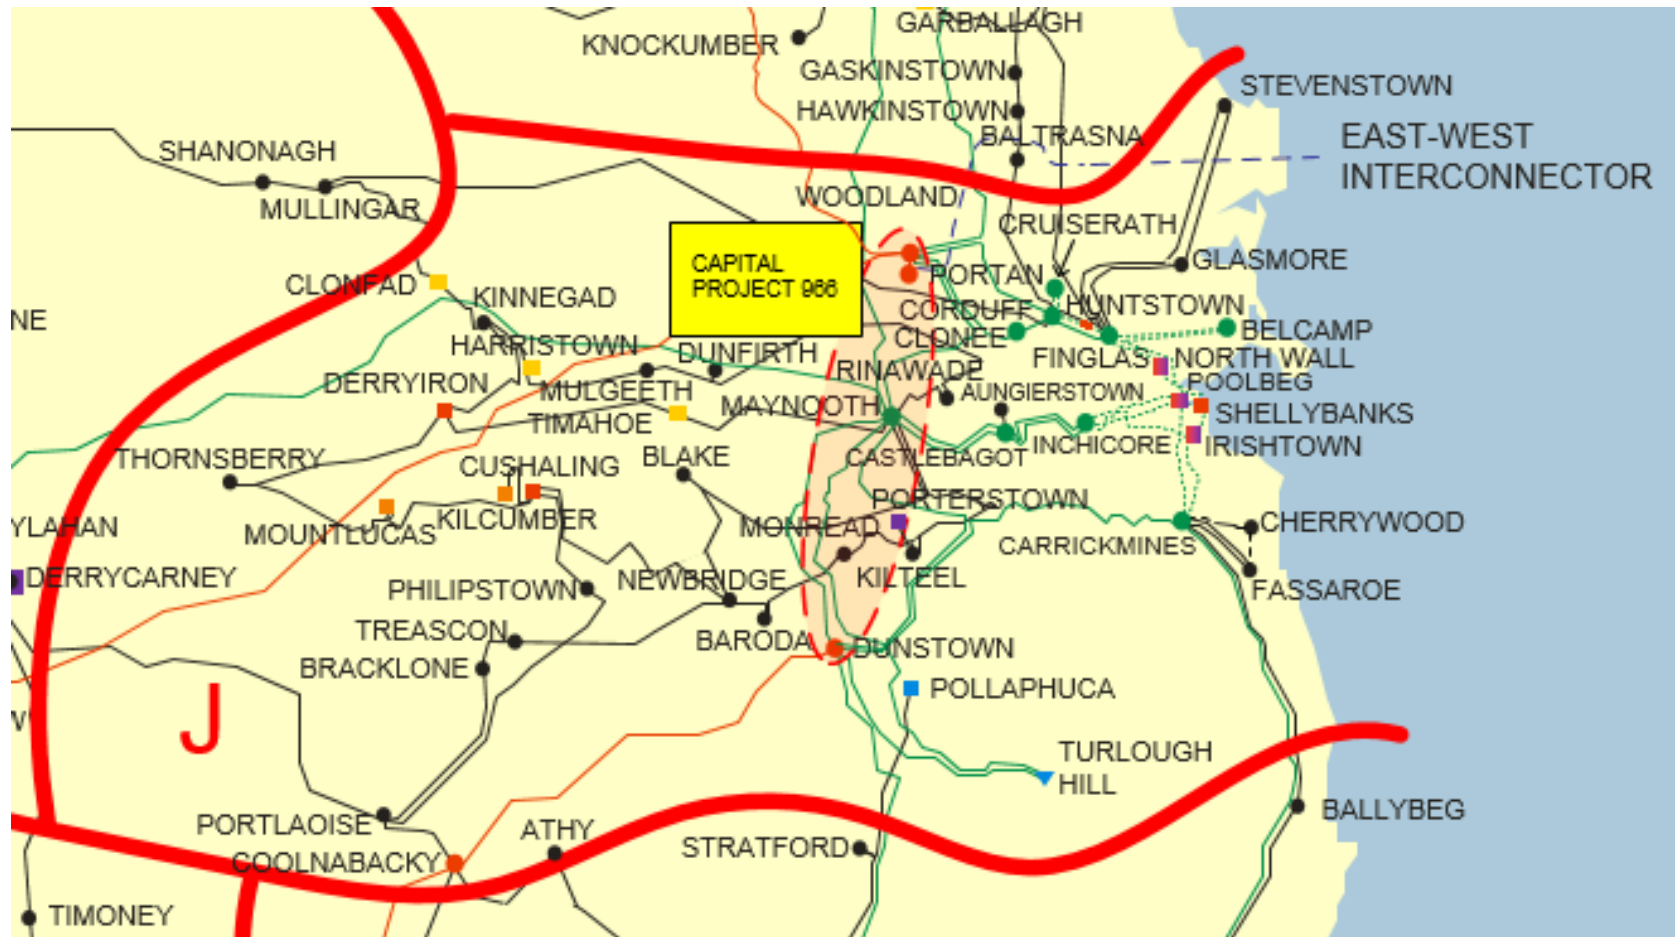 GARBALLAGH
KNOCKUMBER
GASKINSTOWN
STEVENSTOWN
HAWKINSTOWN
BALTRASNA
EAST-WEST
INTERCONNECTOR
SHANONAGH
MULLINGAR
WOODLAND
CRUISERATH
CAPITAL
PROJECT 966
GLASMORE
CLONFAD
PORTAN
KINNEGAD
CORDUFF
HUNTSTOWN
NE
CLONEE
BELCAMP
HARRISTOWN
DUNFIRTH
FINGLAS
NORTH WALL
RINAWADE
DERRYIRON
MULGEETH
AUNGIERSTOWN
POOLBEG
MAYNOOTH
SHELLYBANKS
TIMAHOE
INCHICORE
IRISHTOWN
THORNSBERRY
CUSHALING
BLAKE
CASTLEBAGOT
PORTERSTOWN
YLAHAN
MOUNTLUCAS
KILCUMBER
MONREAD
CHERRYWOOD
CARRICKMINES
DERRYCARNEY
PHILIPSTOWN
NEWBRIDGE
KILTEEL
FASSAROE
TREASCON
BARODA
DUNSTOWN
BRACKLONE
POLLAPHUCA
J
TURLOUGH
HILL
PORTLAOISE
ATHY
BALLYBEG
COOLNABACKY
STRATFORD
TIMONEY